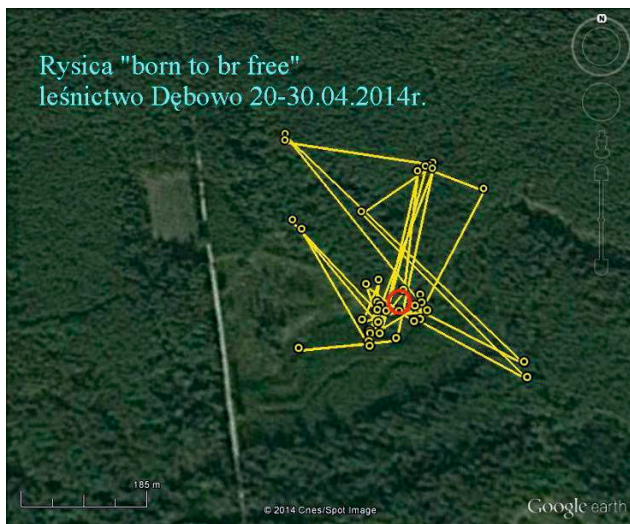 Rysica "born to br free"
leśnictwo Dębowo 20-30.04.2014r.
N
185 m
© 2014 Cnes/Spot Image
Google earth